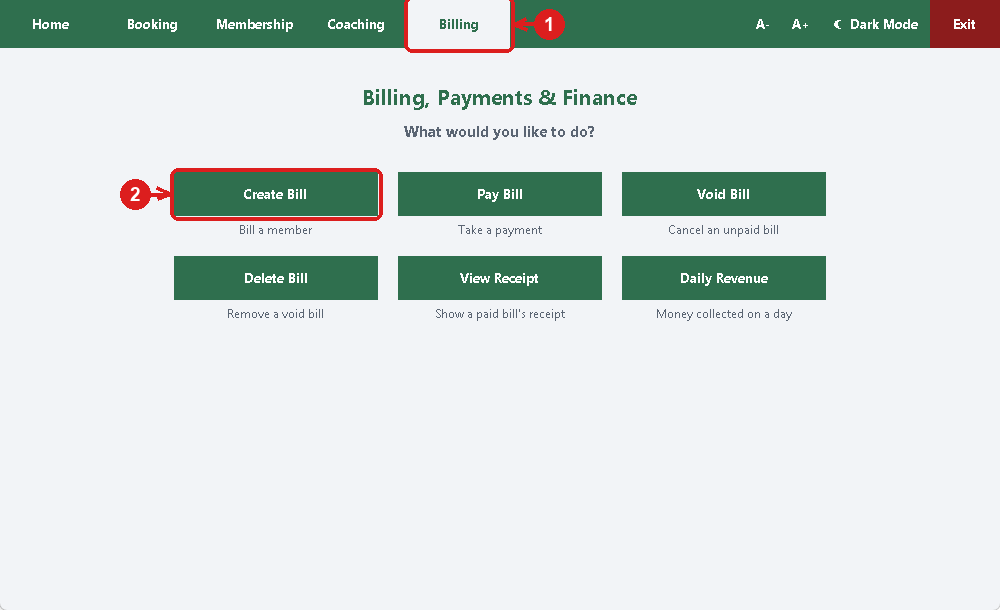 Home Booking Membership Coaching Billing 1 A- A+ ☾ Dark Mode Exit
Billing, Payments & Finance
What would you like to do?
2 Create Bill Pay Bill Void Bill
Bill a member Take a payment Cancel an unpaid bill
Delete Bill View Receipt Daily Revenue
Remove a void bill Show a paid bill's receipt Money collected on a day